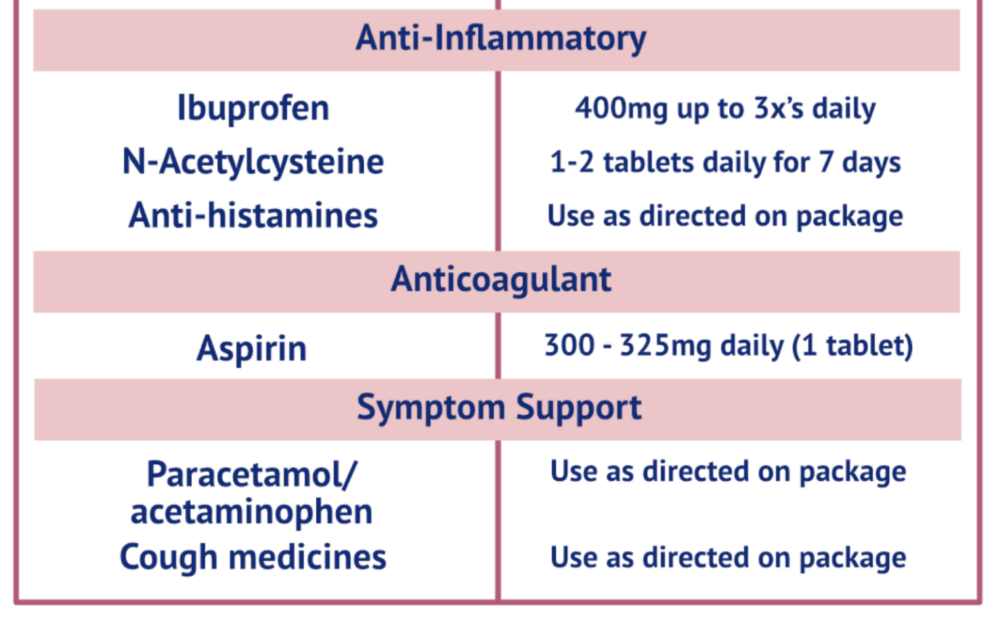 Anti-Inflammatory
Ibuprofen 400mg up to 3x’s daily
N-Acetylcysteine 1-2 tablets daily for 7 days
Anti-histamines Use as directed on package
Anticoagulant
Aspirin 300 - 325mg daily (1 tablet)
Symptom Support
Paracetamol/ Use as directed on package
acetaminophen
Cough medicines Use as directed on package